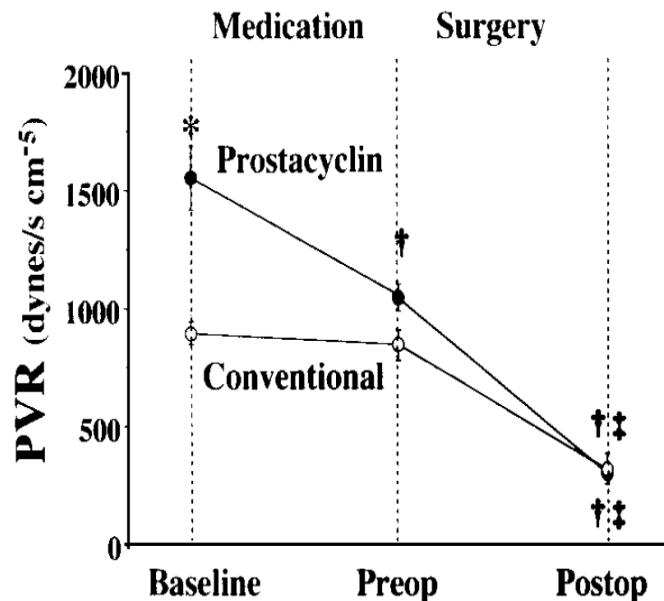 Medication Surgery
2000
*
Prostacyclin
1500
†
1000
Conventional
500
† ‡
† ‡
0
PVR (dynes/s cm⁻⁵)
Baseline Preop Postop